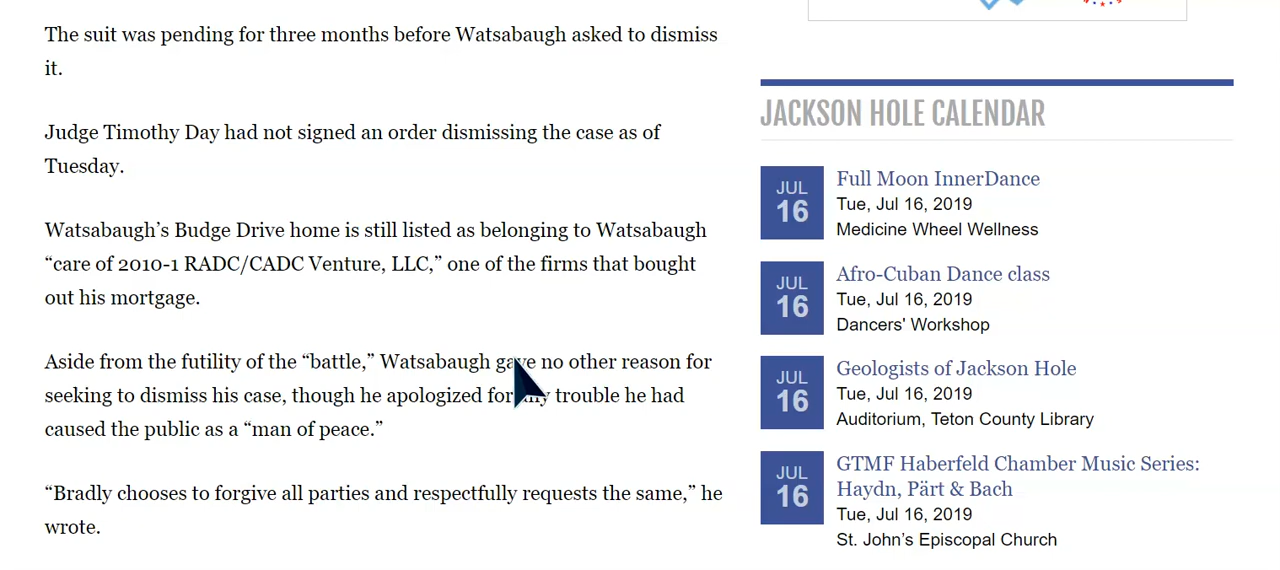 The suit was pending for three months before Watsabaugh asked to dismiss
it.
Judge Timothy Day had not signed an order dismissing the case as of
Tuesday.
Watsabaugh’s Budge Drive home is still listed as belonging to Watsabaugh
“care of 2010-1 RADC/CADC Venture, LLC,” one of the firms that bought
out his mortgage.
Aside from the futility of the “battle,” Watsabaugh gave no other reason for
seeking to dismiss his case, though he apologized for any trouble he had
caused the public as a “man of peace.”
“Bradly chooses to forgive all parties and respectfully requests the same,” he
wrote.
JACKSON HOLE CALENDAR
JUL
16
Full Moon InnerDance
Tue, Jul 16, 2019
Medicine Wheel Wellness
JUL
16
Afro-Cuban Dance class
Tue, Jul 16, 2019
Dancers' Workshop
JUL
16
Geologists of Jackson Hole
Tue, Jul 16, 2019
Auditorium, Teton County Library
JUL
16
GTMF Haberfeld Chamber Music Series:
Haydn, Pärt & Bach
Tue, Jul 16, 2019
St. John’s Episcopal Church